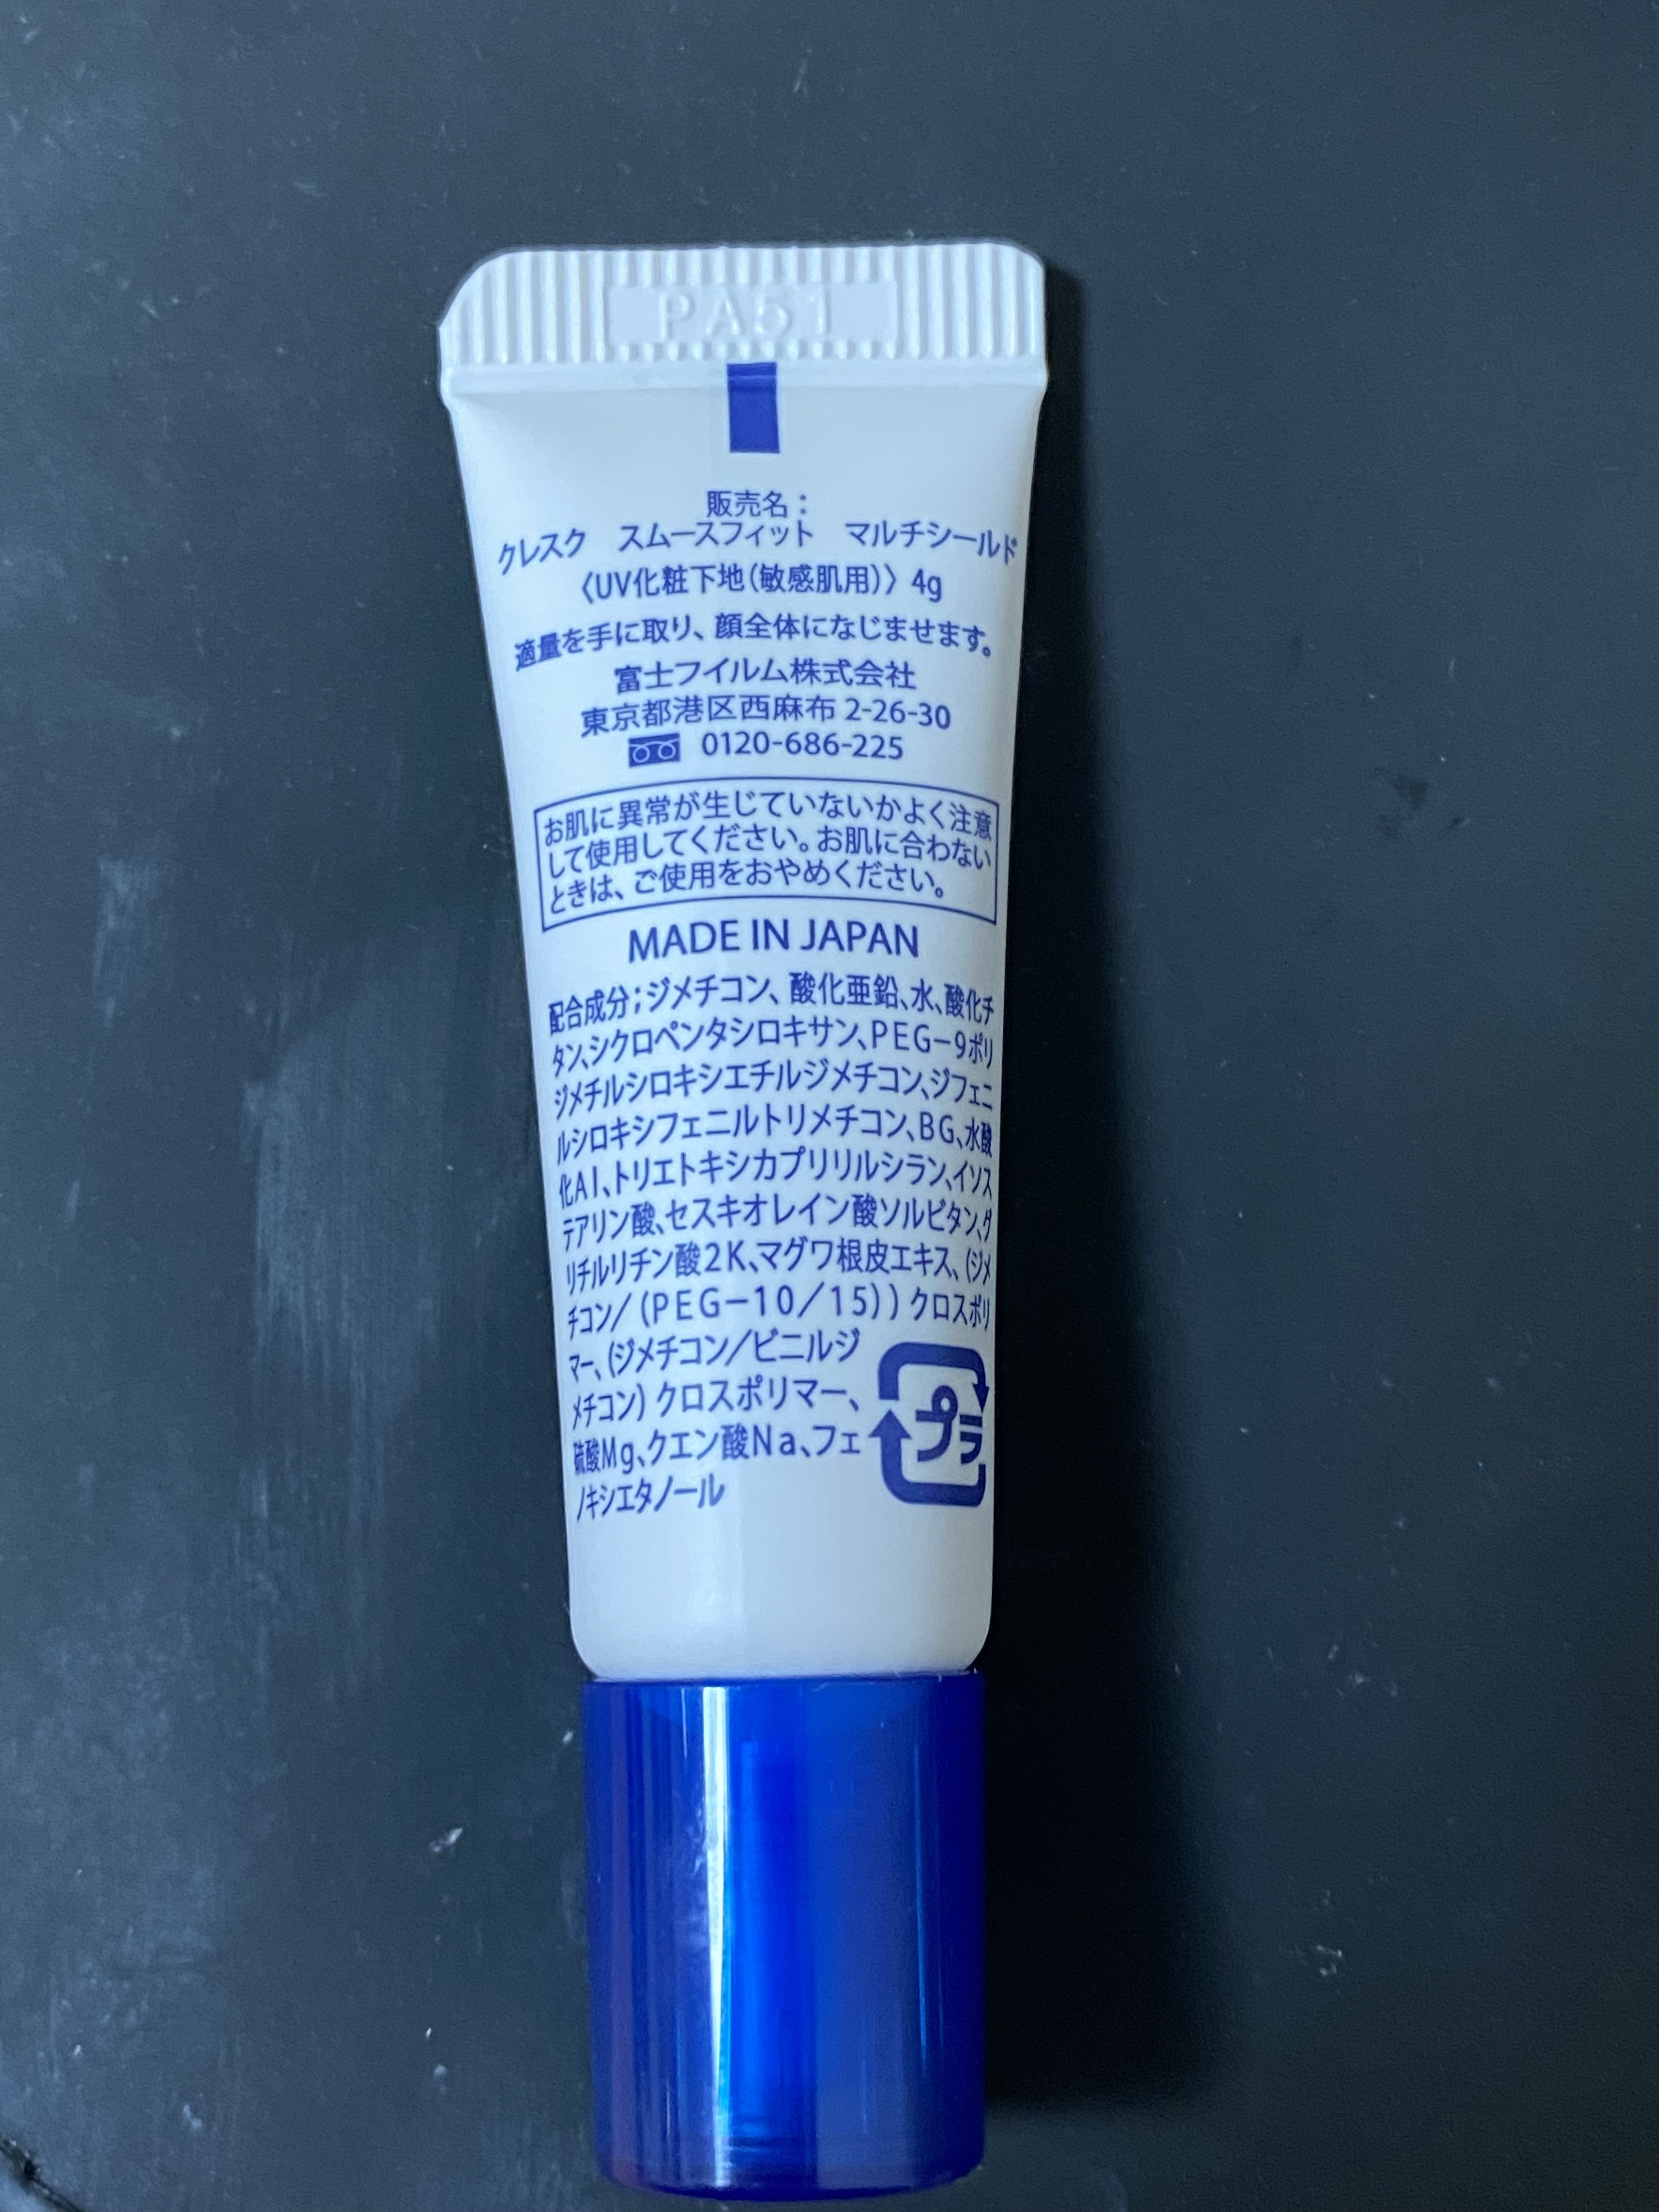 PA51
販売名：
クレスク　スムースフィット　マルチシールド
〈UV化粧下地（敏感肌用）〉4g
適量を手に取り、顔全体になじませます。
富士フイルム株式会社
東京都港区西麻布 2-26-30
0120-686-225
お肌に異常が生じていないかよく注意
して使用してください。お肌に合わない
ときは、ご使用をおやめください。
MADE IN JAPAN
配合成分；ジメチコン、酸化亜鉛、水、酸化チ
タン、シクロペンタシロキサン、PEG−9ポリ
ジメチルシロキシエチルジメチコン、ジフェニ
ルシロキシフェニルトリメチコン、BG、水酸
化Al、トリエトキシカプリリルシラン、イソス
テアリン酸、セスキオレイン酸ソルビタン、グ
リチルリチン酸2K、マグワ根皮エキス、（ジメ
チコン／（PEG−10／15））クロスポリ
マー、（ジメチコン／ビニルジ
メチコン）クロスポリマー、
硫酸Mg、クエン酸Na、フェ
ノキシエタノール
プラ